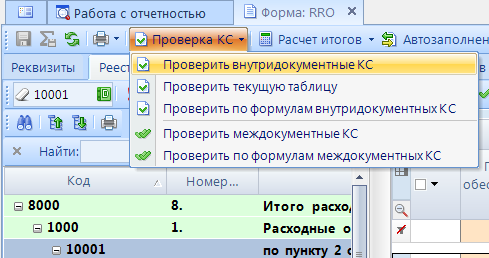 Работа с отчетностью Форма: RRO
Проверка КС Расчет итогов Автозаполнен
Реквизиты Реест
Проверить внутридокументные КС
Проверить текущую таблицу
10001
Проверить по формулам внутридокументных КС
Проверить междокументные КС
Найти:
Проверить по формулам междокументных КС
Код Номер...
обес
8000 8. Итого расхо
1000 1. Расходные о
10001 по пункту 2 с